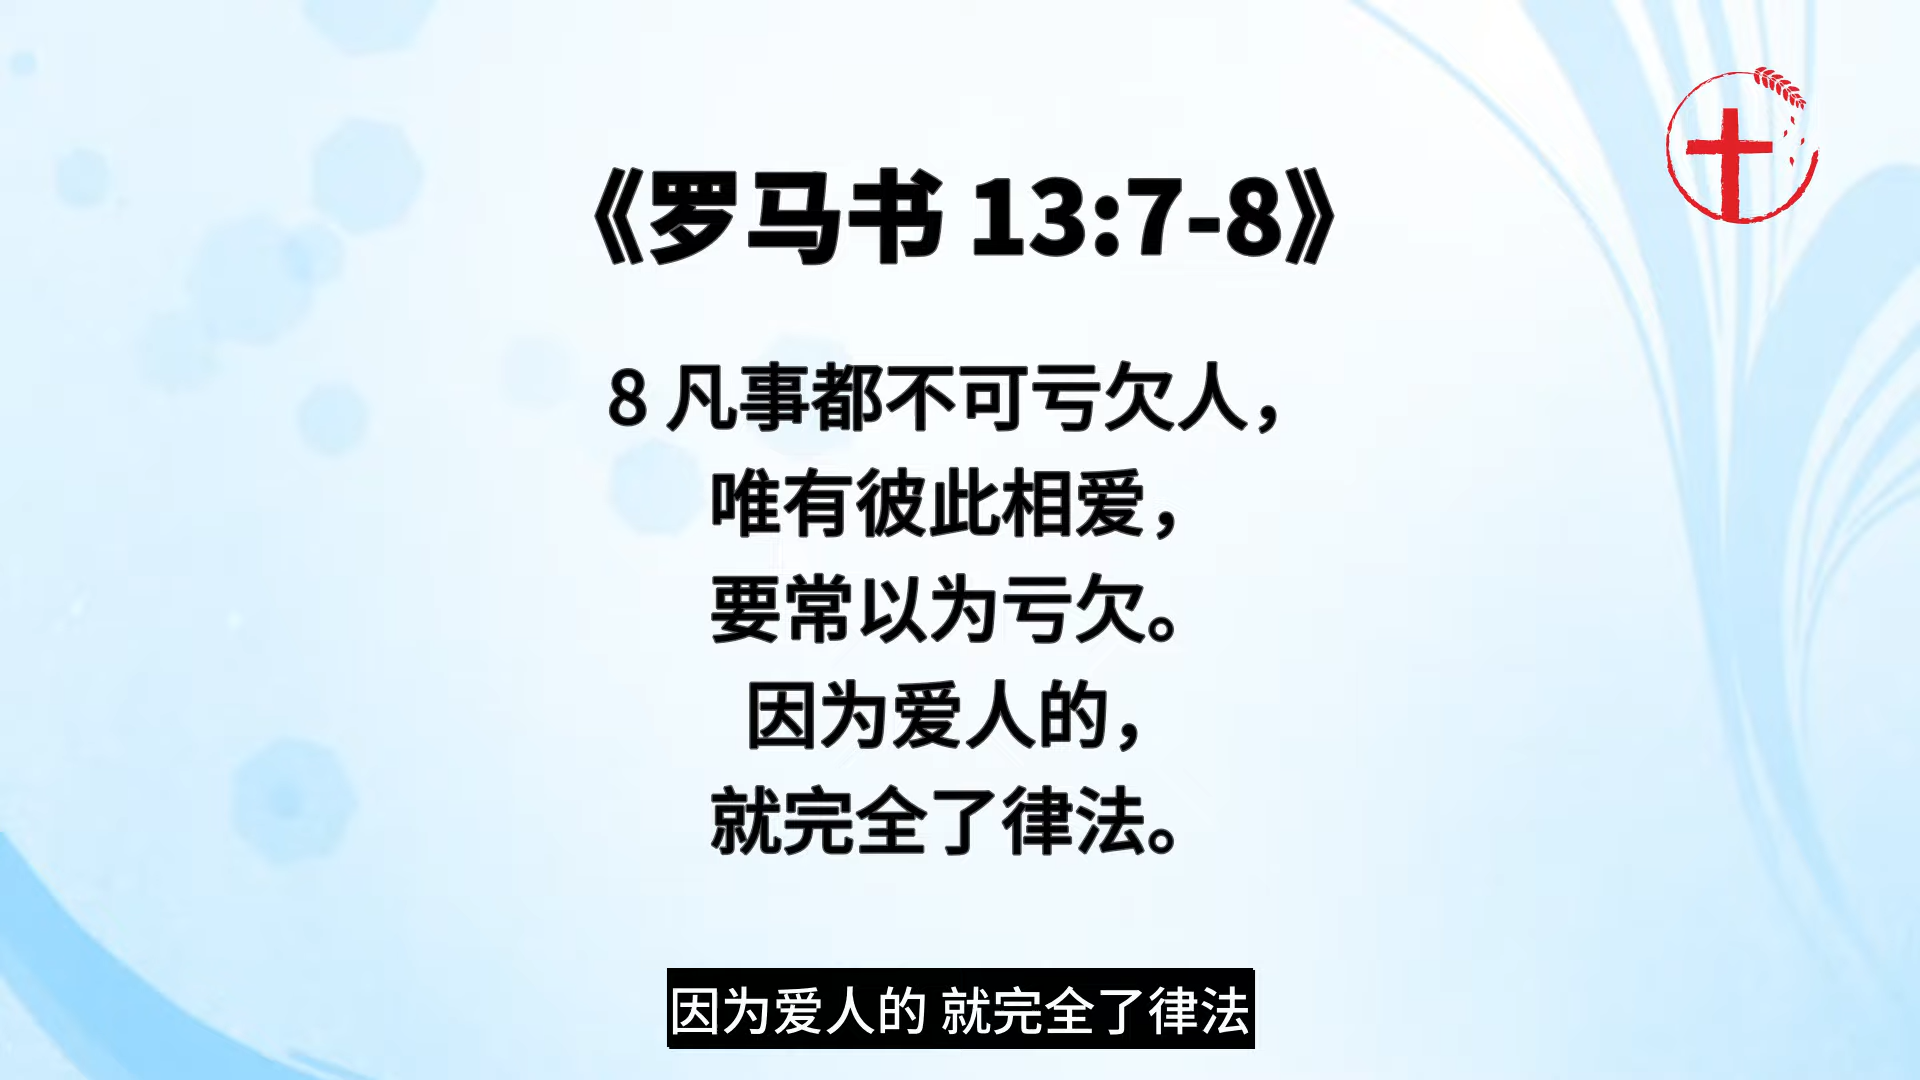 《罗马书 13:7-8》
8 凡事都不可亏欠人，
唯有彼此相爱，
要常以为亏欠。
因为爱人的，
就完全了律法。
因为爱人的 就完全了律法